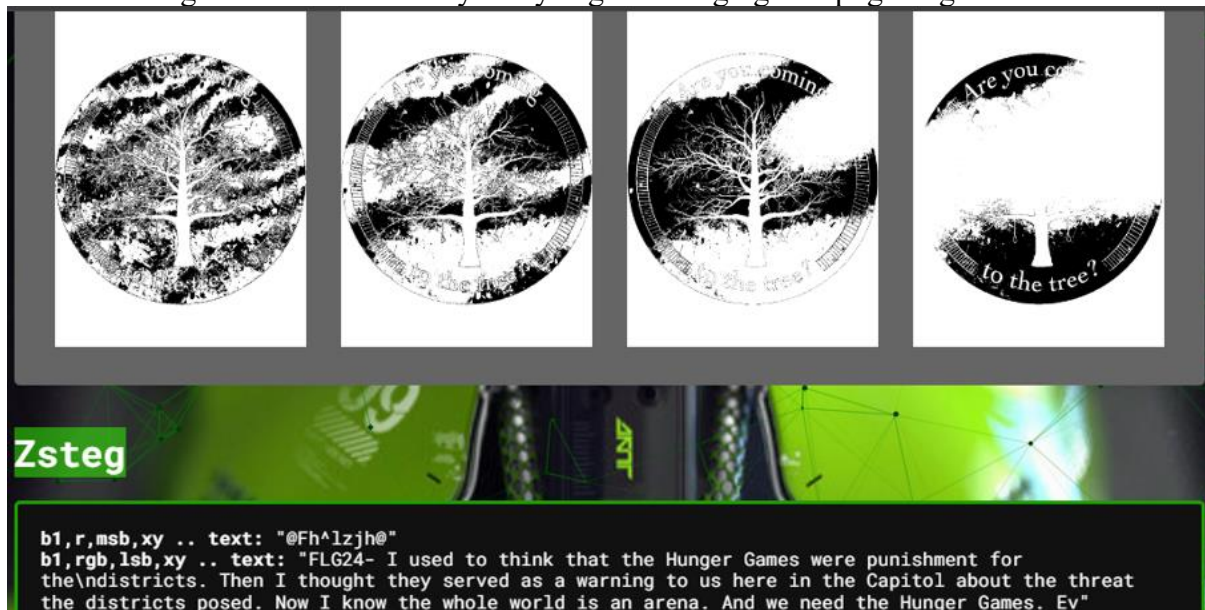 Are you coming
to the tree
Are you coming
to the tree
Are you coming
to the tree?
Are you co
to the tree?
Zsteg
b1,r,msb,xy .. text: "@Fh^lzjh@"
b1,rgb,lsb,xy .. text: "FLG24- I used to think that the Hunger Games were punishment for
the\ndistricts. Then I thought they served as a warning to us here in the Capitol about the threat
the districts posed. Now I know the whole world is an arena. And we need the Hunger Games. Ev"